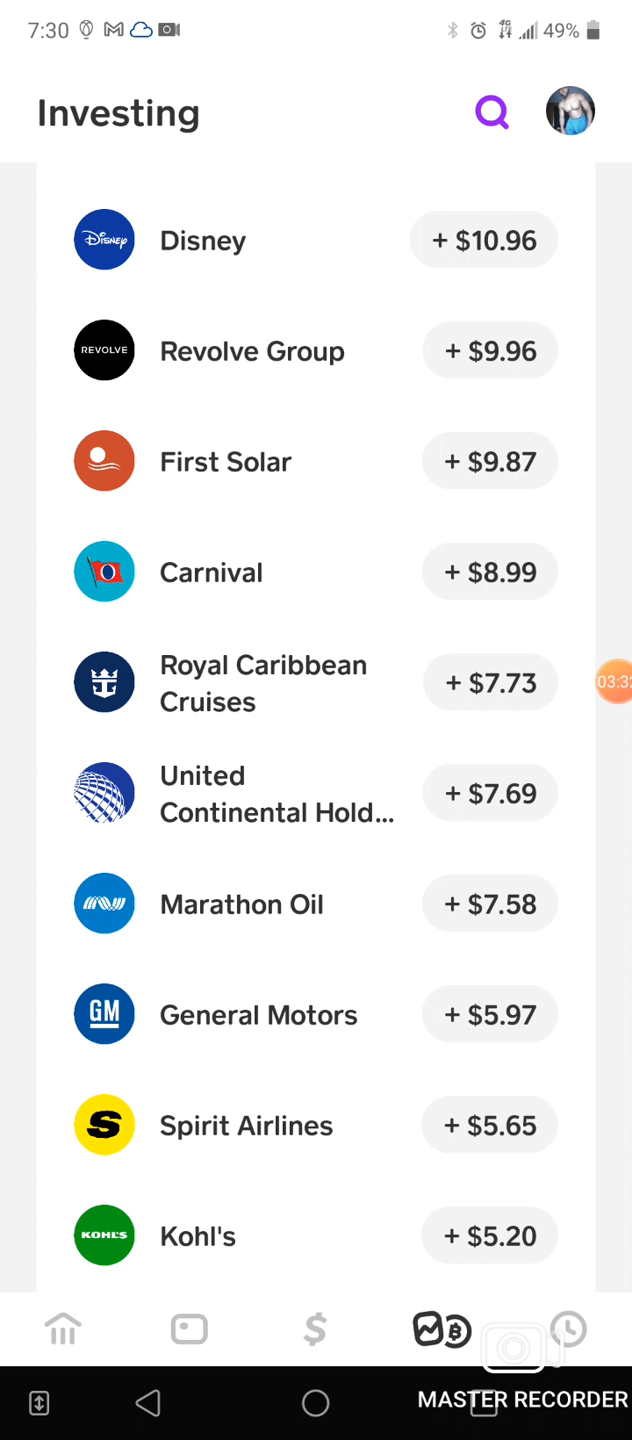 7:30
4G
49%
Investing
Disney
Disney
+ $10.96
REVOLVE
Revolve Group
+ $9.96
First Solar
+ $9.87
Carnival
+ $8.99
Royal Caribbean
Cruises
+ $7.73
United
Continental Hold...
+ $7.69
Marathon Oil
+ $7.58
GM
General Motors
+ $5.97
S
Spirit Airlines
+ $5.65
KOHL'S
Kohl's
+ $5.20
$
MASTER RECORDER